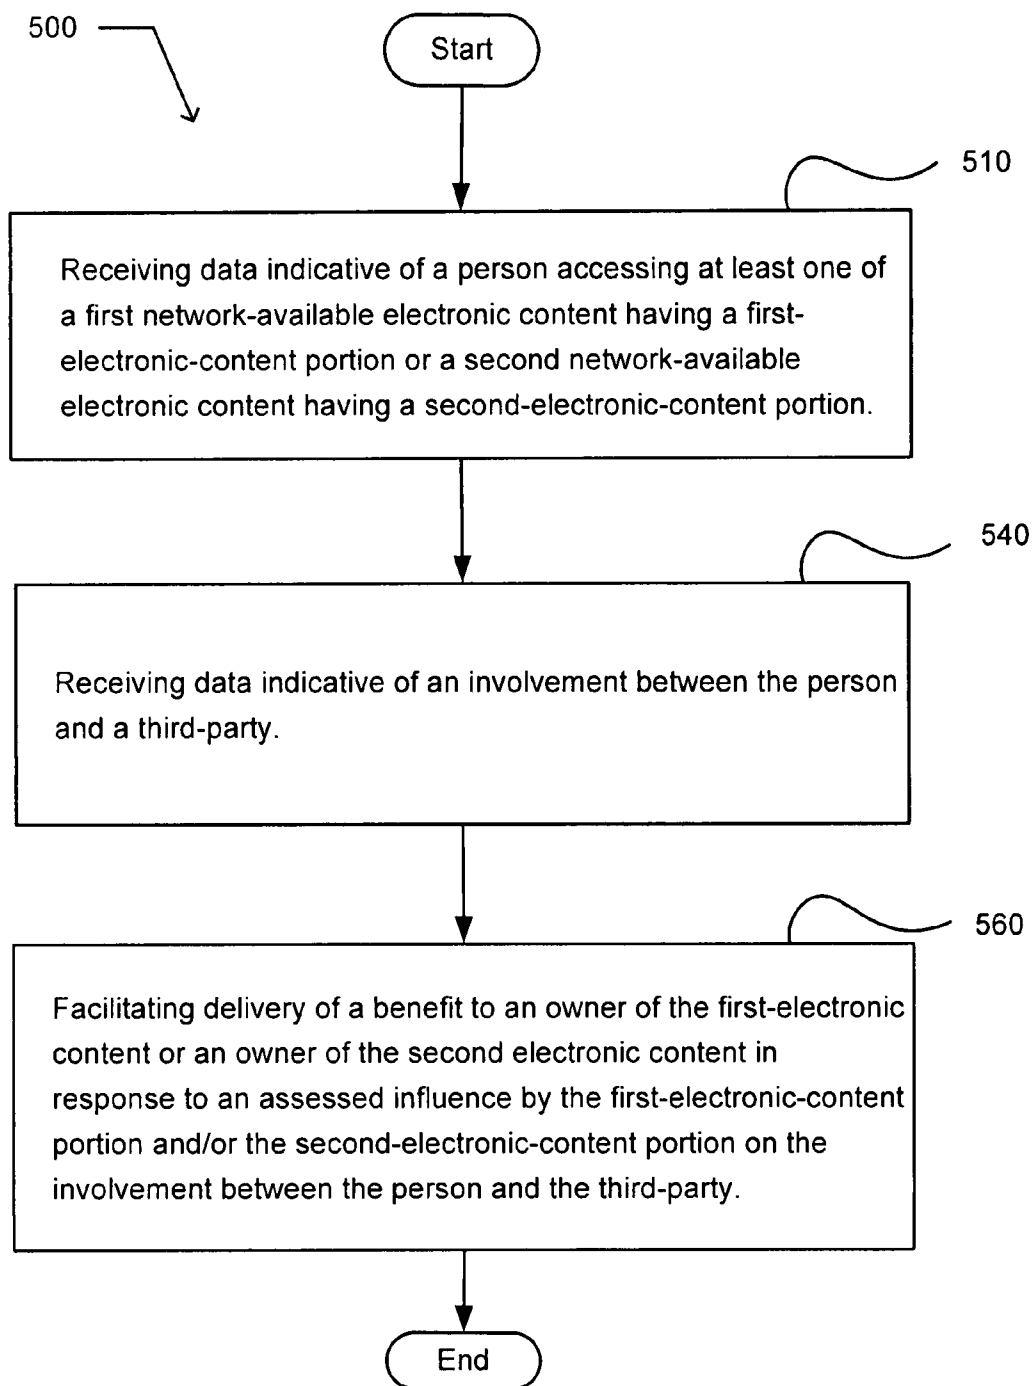 500
Start
510
Receiving data indicative of a person accessing at least one of
a first network-available electronic content having a first-
electronic-content portion or a second network-available
electronic content having a second-electronic-content portion.
540
Receiving data indicative of an involvement between the person
and a third-party.
560
Facilitating delivery of a benefit to an owner of the first-electronic
content or an owner of the second electronic content in
response to an assessed influence by the first-electronic-content
portion and/or the second-electronic-content portion on the
involvement between the person and the third-party.
End